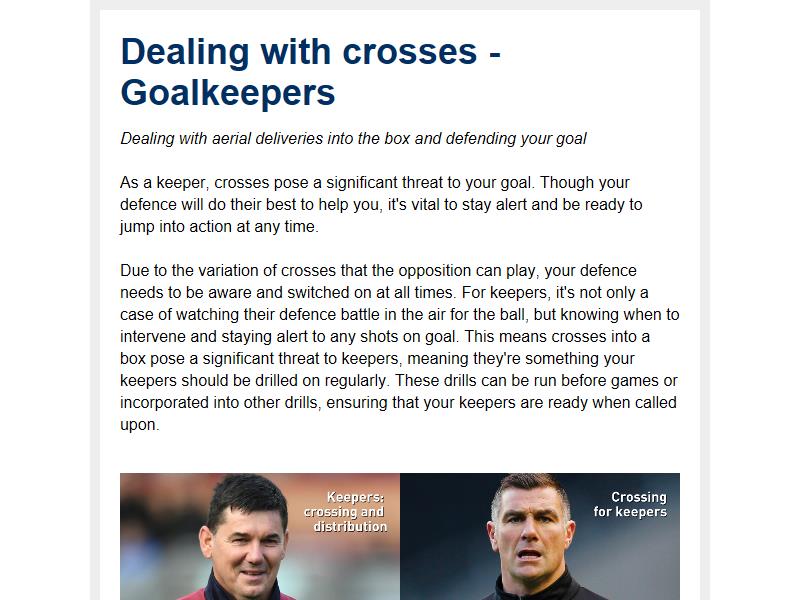 Dealing with crosses -
Goalkeepers
Dealing with aerial deliveries into the box and defending your goal
As a keeper, crosses pose a significant threat to your goal. Though your
defence will do their best to help you, it's vital to stay alert and be ready to
jump into action at any time.
Due to the variation of crosses that the opposition can play, your defence
needs to be aware and switched on at all times. For keepers, it's not only a
case of watching their defence battle in the air for the ball, but knowing when to
intervene and staying alert to any shots on goal. This means crosses into a
box pose a significant threat to keepers, meaning they're something your
keepers should be drilled on regularly. These drills can be run before games or
incorporated into other drills, ensuring that your keepers are ready when called
upon.
Keepers:
crossing and
distribution
Crossing
for keepers